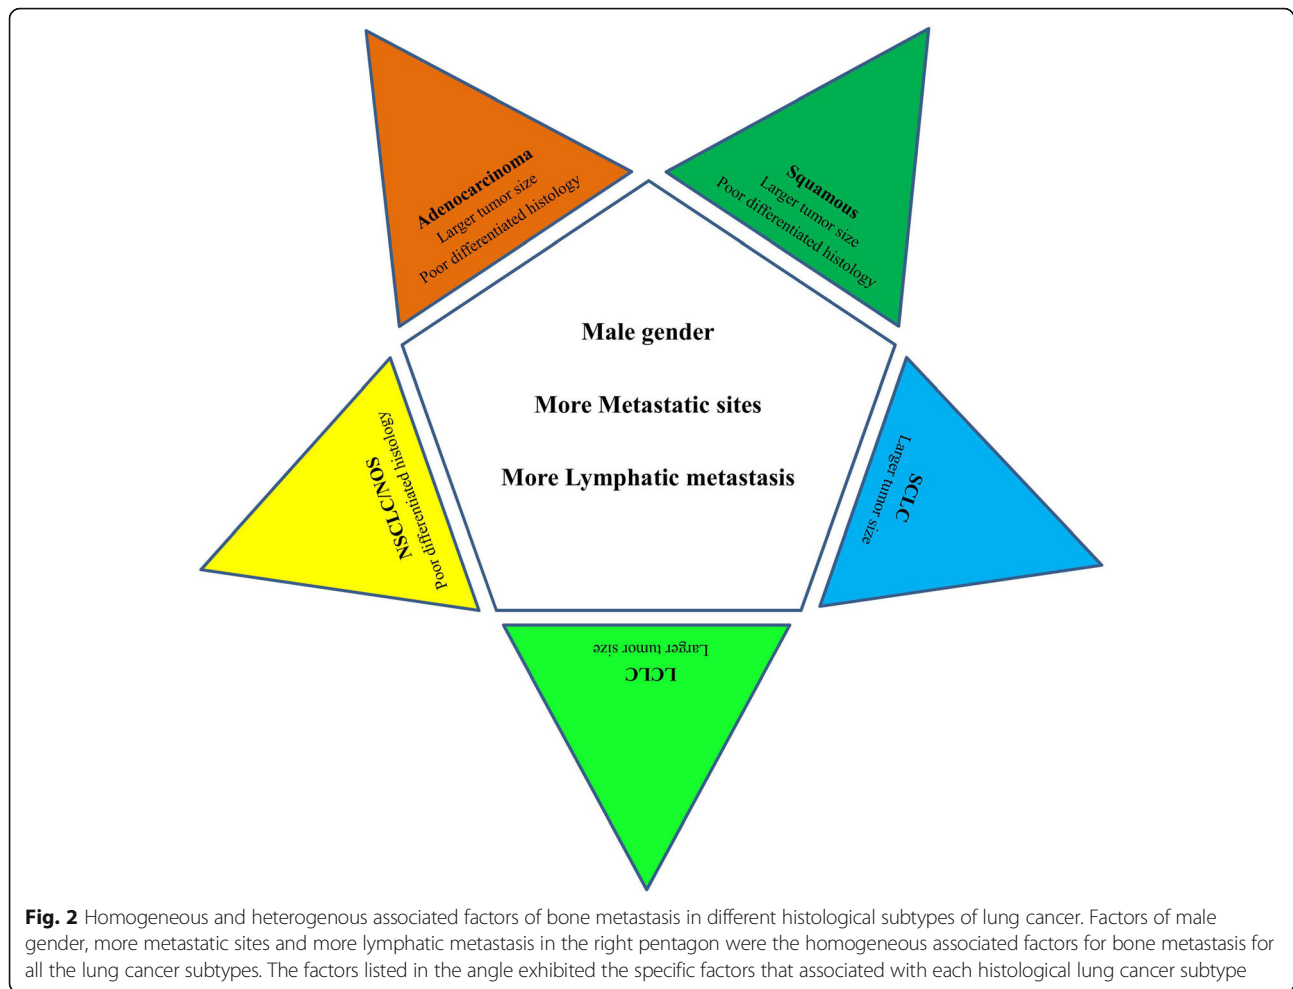 Adenocarcinoma
Larger tumor size
Poor differentiated histology
Squamous
Larger tumor size
Poor differentiated histology
Male gender
More Metastatic sites
More Lymphatic metastasis
NSCLC/NOS
Poor differentiated histology
SCLC
Larger tumor size
LCLC
Larger tumor size
Fig. 2 Homogeneous and heterogenous associated factors of bone metastasis in different histological subtypes of lung cancer. Factors of male
gender, more metastatic sites and more lymphatic metastasis in the right pentagon were the homogeneous associated factors for bone metastasis for
all the lung cancer subtypes. The factors listed in the angle exhibited the specific factors that associated with each histological lung cancer subtype